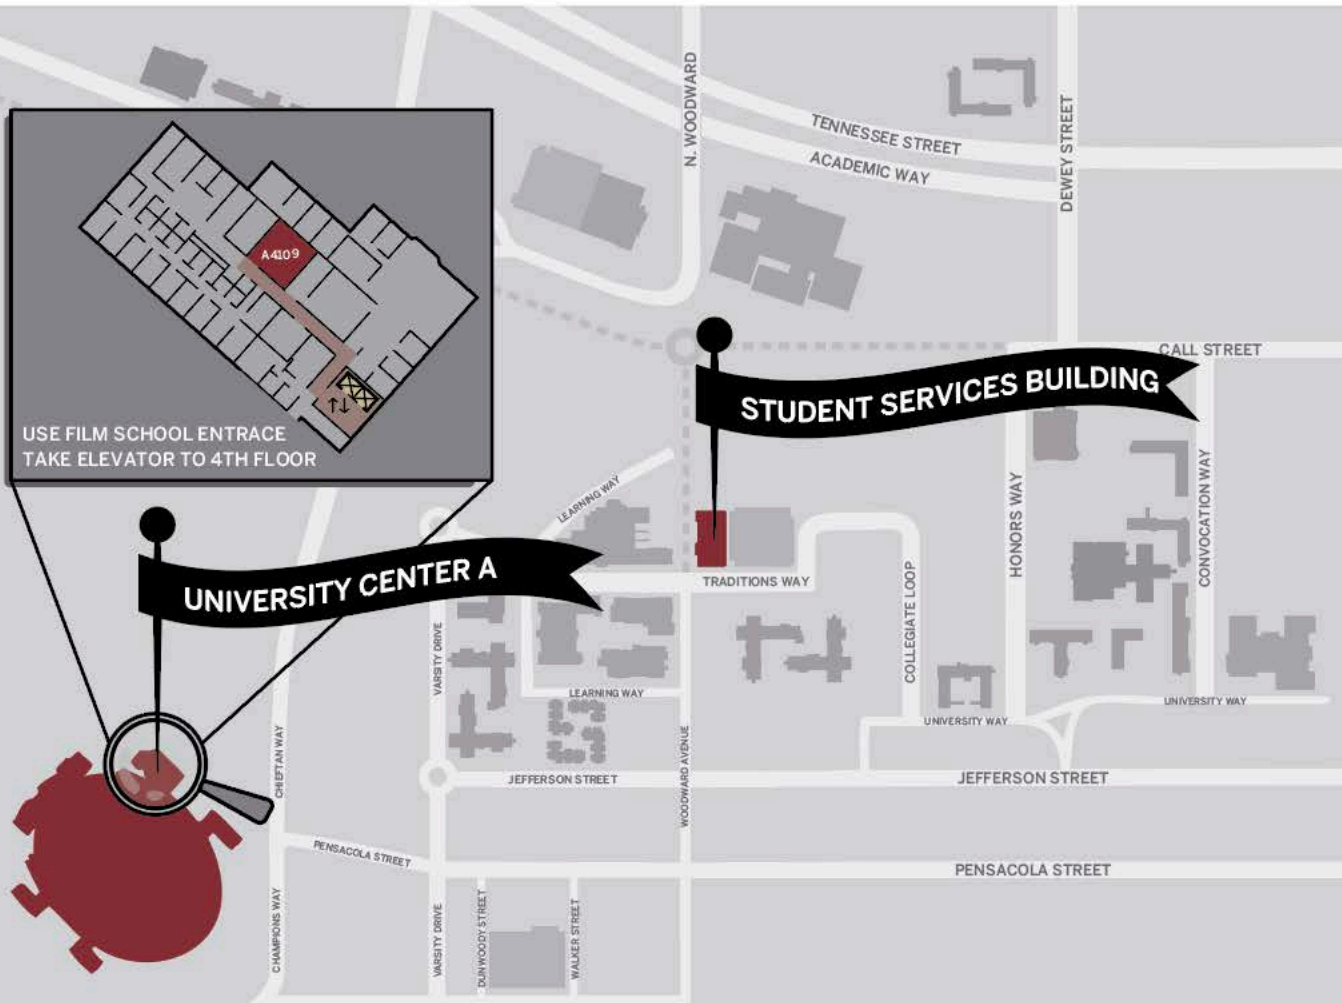 N. WOODWARD
TENNESSEE STREET
ACADEMIC WAY
DEWEY STREET
A4109
USE FILM SCHOOL ENTRACE
TAKE ELEVATOR TO 4TH FLOOR
CALL STREET
STUDENT SERVICES BUILDING
LEARNING WAY
HONORS WAY
CONVOCATION WAY
UNIVERSITY CENTER A
TRADITIONS WAY
COLLEGIATE LOOP
VARSITY DRIVE
LEARNING WAY
UNIVERSITY WAY
UNIVERSITY WAY
CHIEFTAN WAY
WOODWARD AVENUE
JEFFERSON STREET
JEFFERSON STREET
PENSACOLA STREET
PENSACOLA STREET
CHAMPIONS WAY
VARSITY DRIVE
DUNWOODY STREET
WALKER STREET